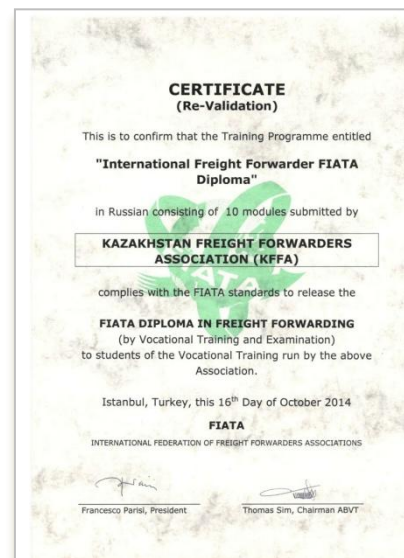 CERTIFICATE
(Re-Validation)
This is to confirm that the Training Programme entitled
"International Freight Forwarder FIATA
Diploma"
in Russian consisting of 10 modules submitted by
KAZAKHSTAN FREIGHT FORWARDERS
ASSOCIATION (KFFA)
complies with the FIATA standards to release the
FIATA DIPLOMA IN FREIGHT FORWARDING
(by Vocational Training and Examination)
to students of the Vocational Training run by the above
Association.
Istanbul, Turkey, this 16th Day of October 2014
FIATA
INTERNATIONAL FEDERATION OF FREIGHT FORWARDERS ASSOCIATIONS
Francesco Parisi, President Thomas Sim, Chairman ABVT